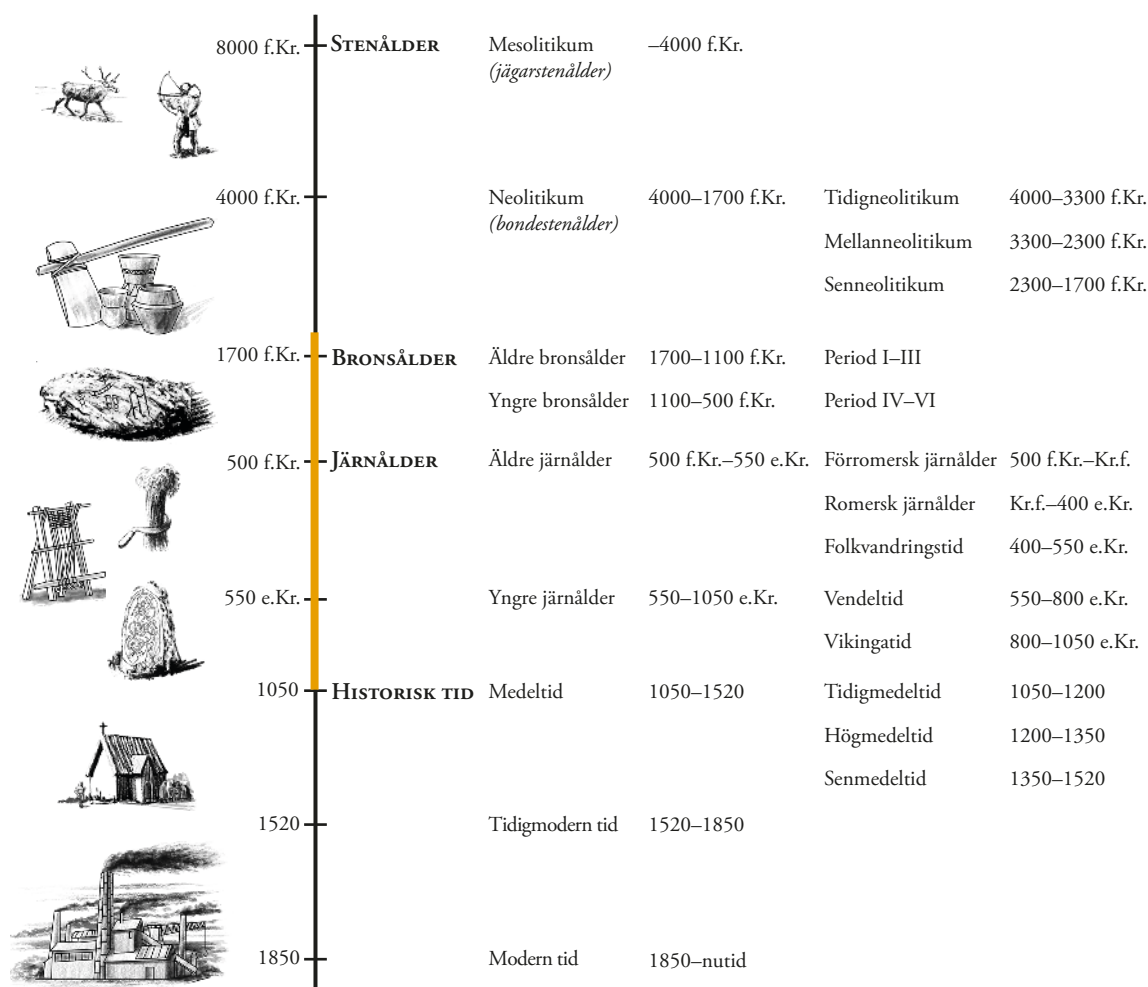 8000 f.Kr. STENÅLDER Mesolitikum –4000 f.Kr.
(jägarstenålder)
4000 f.Kr. Neolitikum 4000–1700 f.Kr. Tidigneolitikum 4000–3300 f.Kr.
(bondestenålder)
Mellanneolitikum 3300–2300 f.Kr.
Senneolitikum 2300–1700 f.Kr.
1700 f.Kr. BRONSÅLDER Äldre bronsålder 1700–1100 f.Kr. Period I–III
Yngre bronsålder 1100–500 f.Kr. Period IV–VI
500 f.Kr. JÄRNÅLDER Äldre järnålder 500 f.Kr.–550 e.Kr. Förromersk järnålder 500 f.Kr.–Kr.f.
Romersk järnålder Kr.f.–400 e.Kr.
Folkvandringstid 400–550 e.Kr.
550 e.Kr. Yngre järnålder 550–1050 e.Kr. Vendeltid 550–800 e.Kr.
Vikingatid 800–1050 e.Kr.
1050 HISTORISK TID Medeltid 1050–1520 Tidigmedeltid 1050–1200
Högmedeltid 1200–1350
Senmedeltid 1350–1520
1520 Tidigmodern tid 1520–1850
1850 Modern tid 1850–nutid